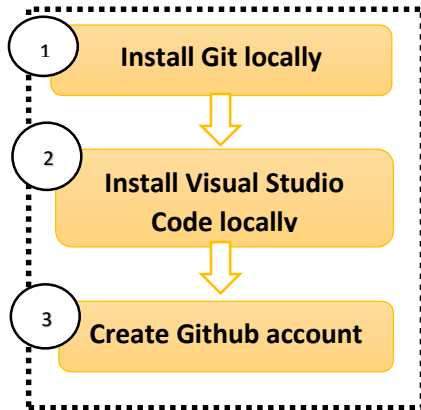 1
Install Git locally
2
Install Visual Studio
Code locally
3
Create Github account